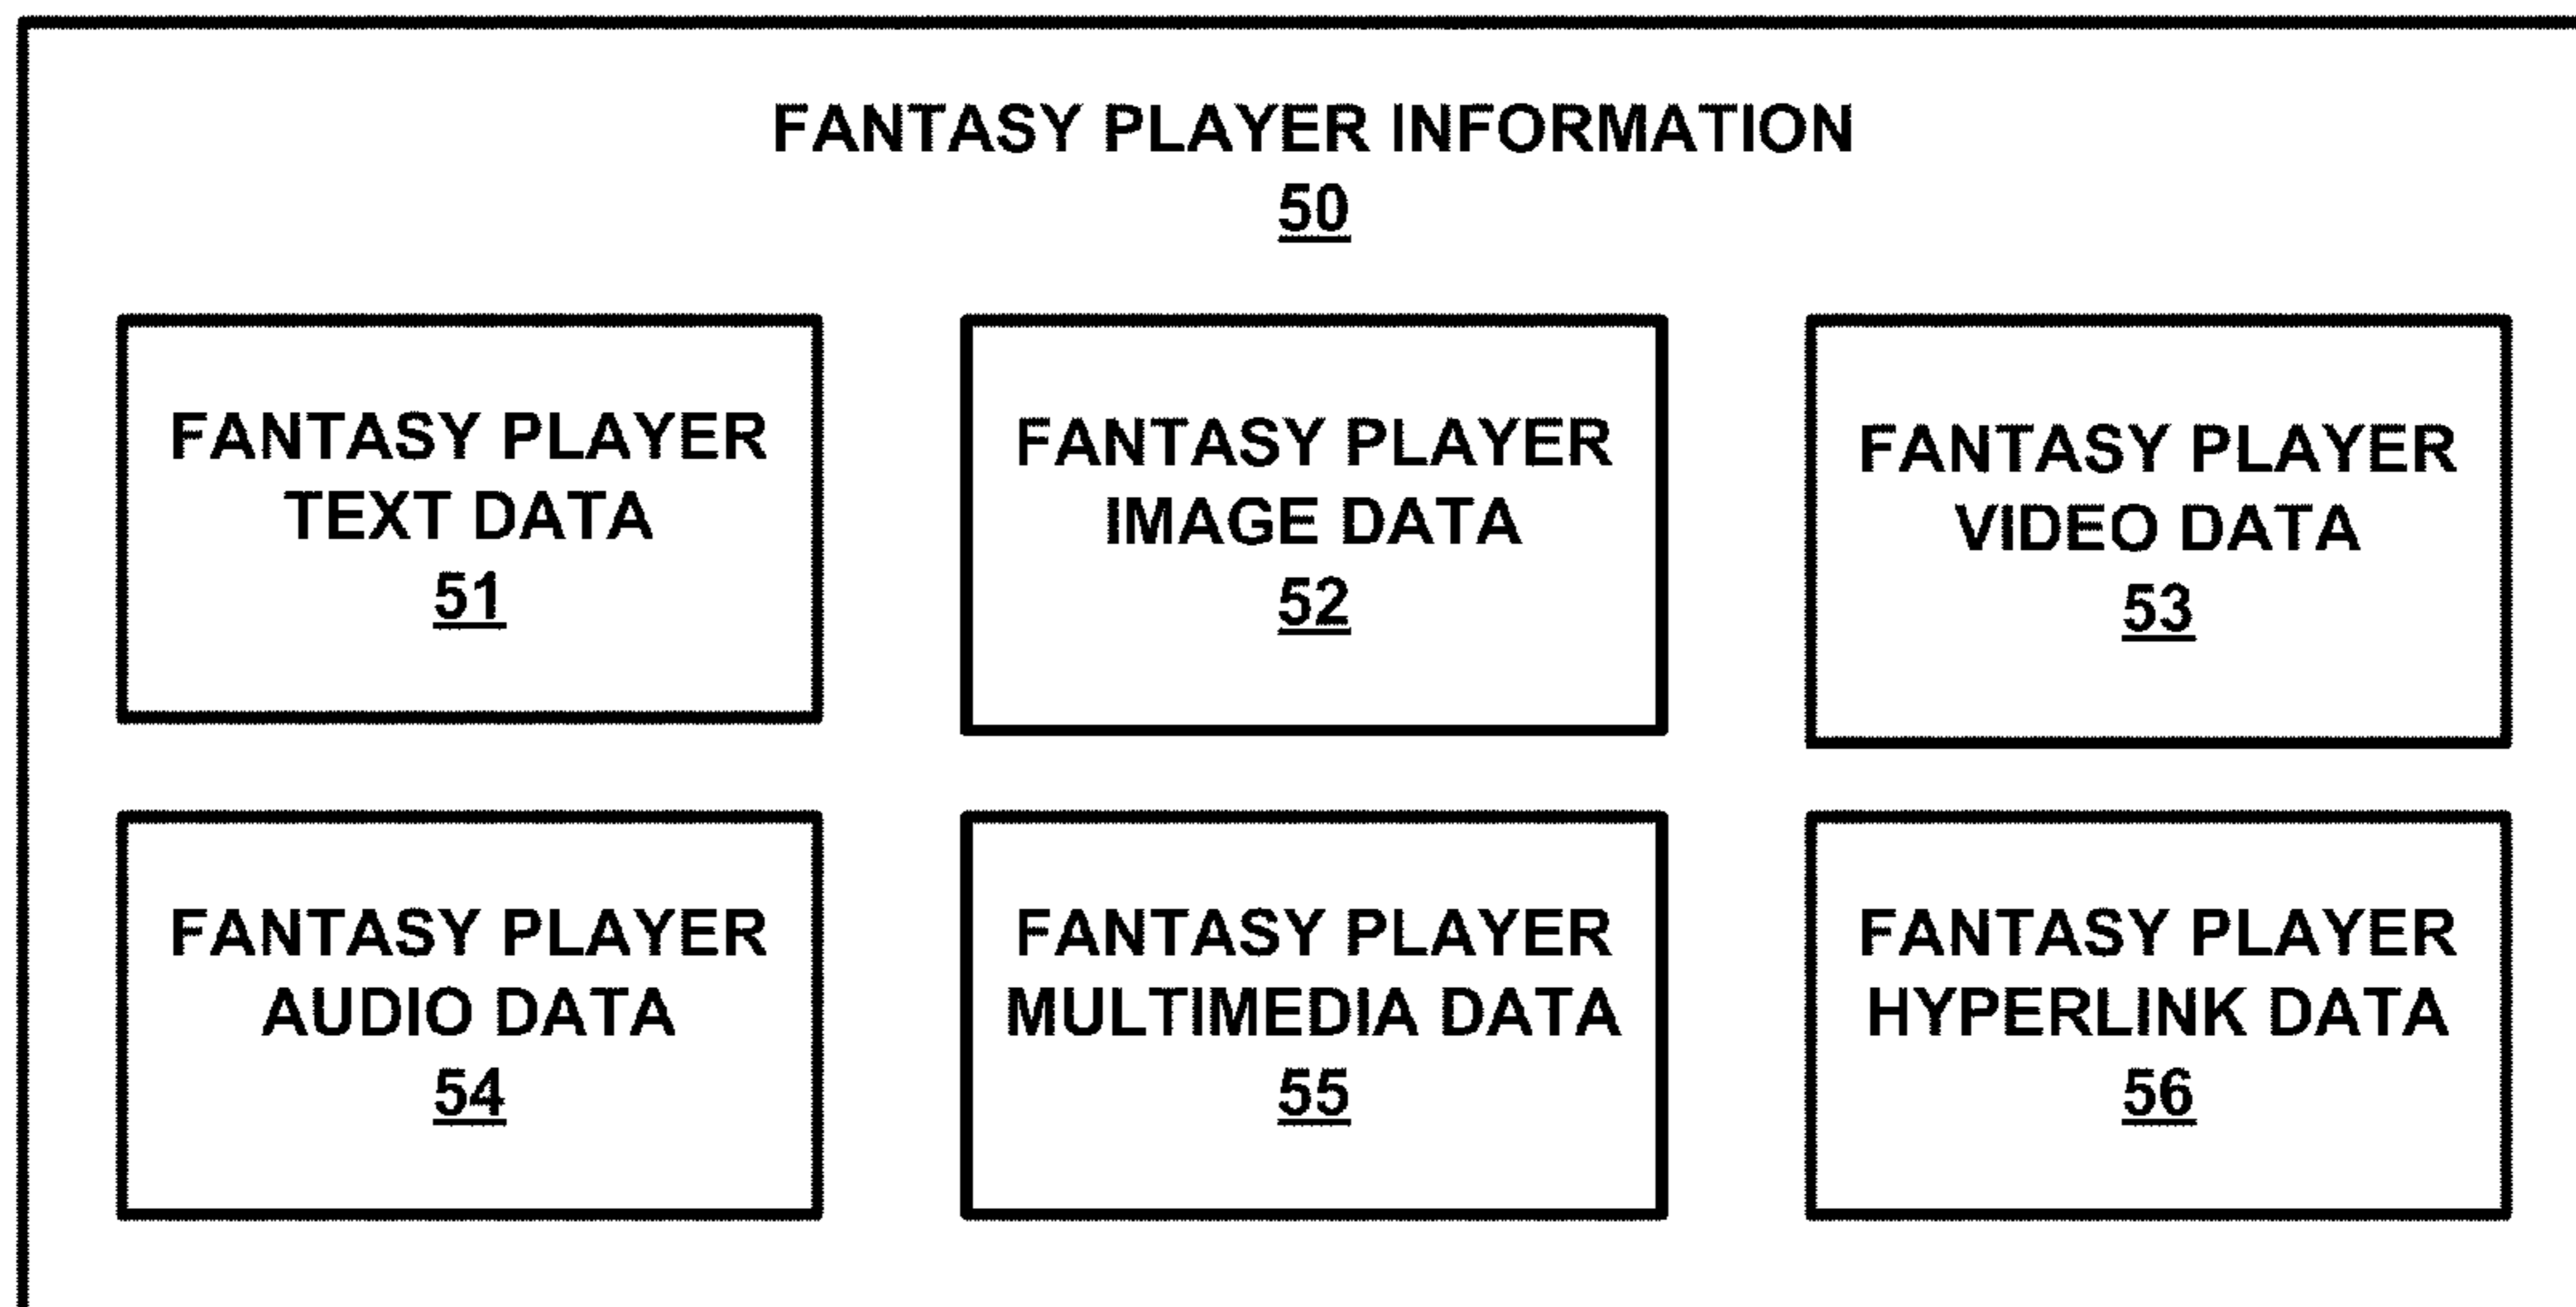 FANTASY PLAYER INFORMATION
50
FANTASY PLAYER
TEXT DATA
51
FANTASY PLAYER
IMAGE DATA
52
FANTASY PLAYER
VIDEO DATA
53
FANTASY PLAYER
AUDIO DATA
54
FANTASY PLAYER
MULTIMEDIA DATA
55
FANTASY PLAYER
HYPERLINK DATA
56